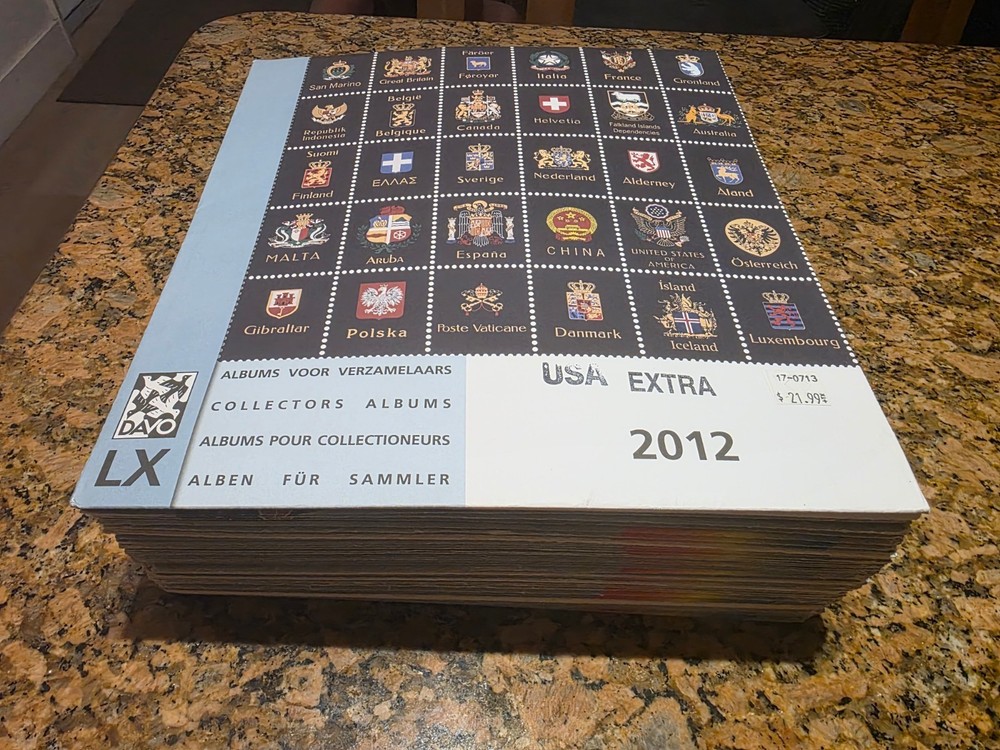 San Marino
Great Britain
Færøer
Føroyar
Italia
France
Grønland
Republik
Indonesia
België
Belgique
Canada
Helvetia
Falkland Islands
Dependencies
Australia
Suomi
Finland
ΕΛΛΑΣ
Sverige
Nederland
Alderney
Åland
MALTA
Aruba
España
CHINA
UNITED STATES
OF
AMERICA
Österreich
Gibraltar
Polska
Poste Vaticane
Danmark
Ísland
Iceland
Luxembourg
ALBUMS VOOR VERZAMELAARS
COLLECTORS ALBUMS
ALBUMS POUR COLLECTIONEURS
ALBEN FÜR SAMMLER
DAVO
LX
USA EXTRA
2012
17-0713
$ 21.99